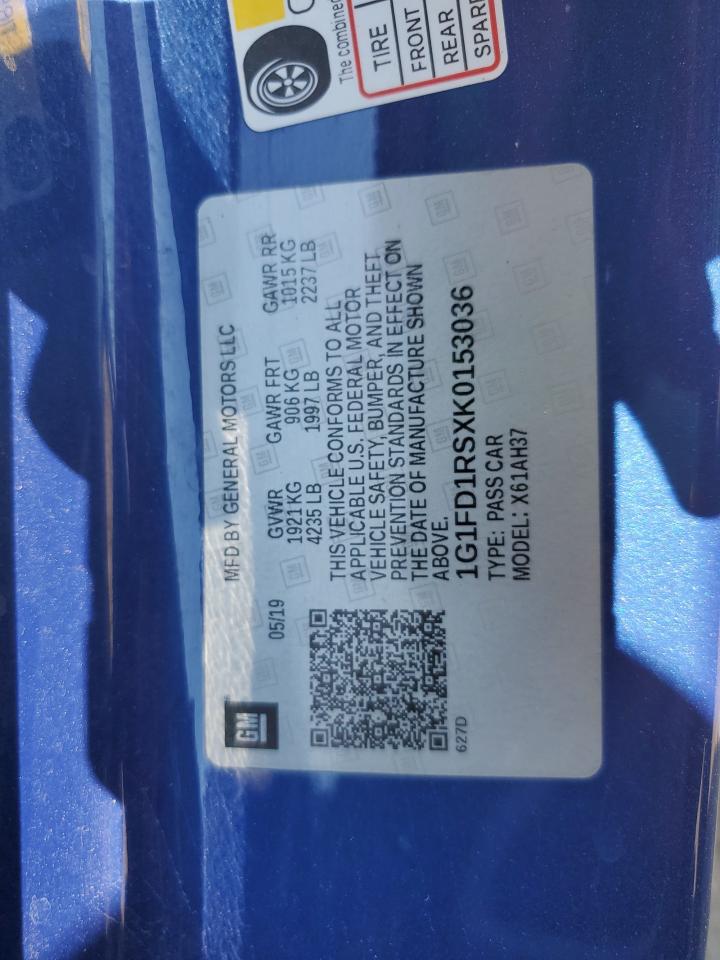 The combined
TIRE
FRONT
REAR
SPARE
GM
MFD BY GENERAL MOTORS LLC
05/19
GVWR GAWR FRT GAWR RR
1921 KG 906 KG 1015 KG
4235 LB 1997 LB 2237 LB
THIS VEHICLE CONFORMS TO ALL
APPLICABLE U.S. FEDERAL MOTOR
VEHICLE SAFETY, BUMPER, AND THEFT
PREVENTION STANDARDS IN EFFECT ON
THE DATE OF MANUFACTURE SHOWN
ABOVE.
1G1FD1RSXK0153036
TYPE: PASS CAR
MODEL: X61AH37
627D